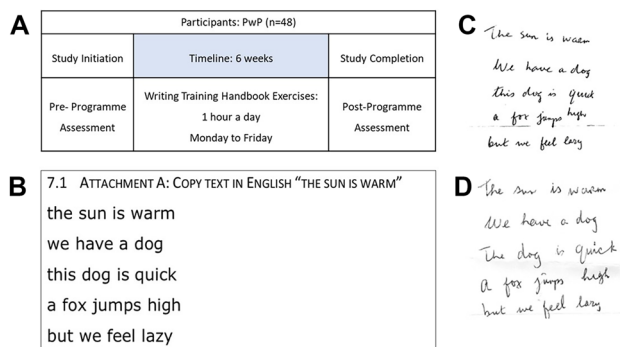 A
Participants: PwP (n=48)
Study Initiation
Timeline: 6 weeks
Study Completion
Pre- Programme
Assessment
Writing Training Handbook Exercises:
1 hour a day
Monday to Friday
Post-Programme
Assessment
B
7.1 ATTACHMENT A: COPY TEXT IN ENGLISH “THE SUN IS WARM”
the sun is warm
we have a dog
this dog is quick
a fox jumps high
but we feel lazy
C
The sun is warm
We have a dog
this dog is quick
a fox jumps high
but we feel lazy
D
The sun is warm
We have a dog
The dog is quick
A fox jumps high
but we feel lazy